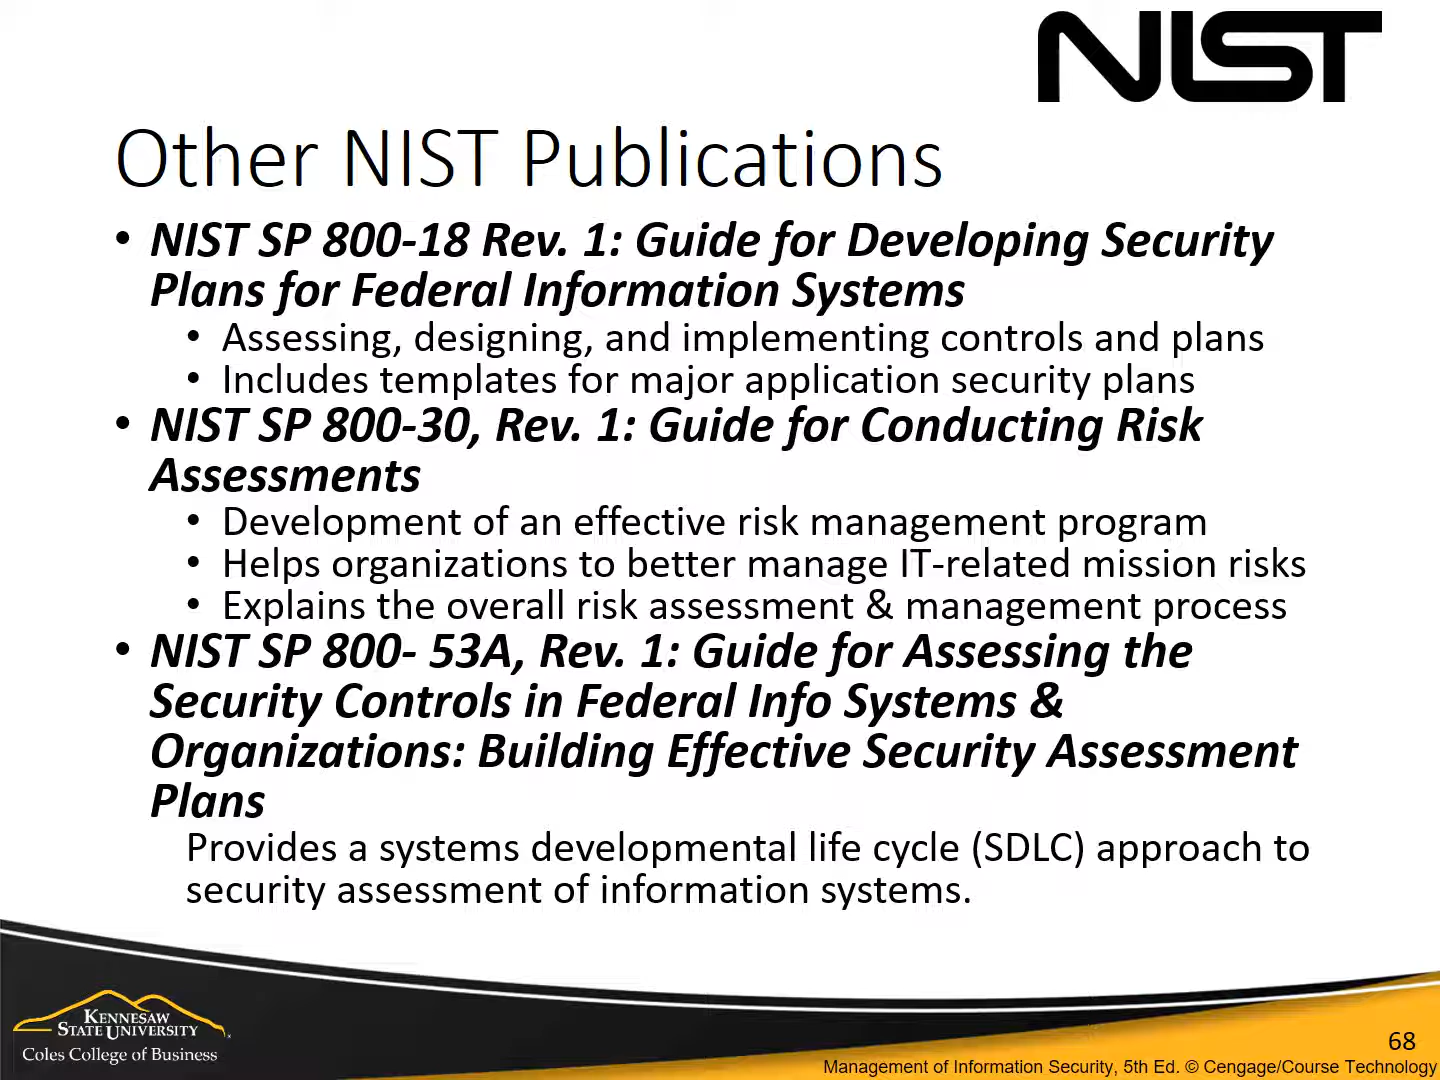 NIST
Other NIST Publications
• NIST SP 800-18 Rev. 1: Guide for Developing Security
Plans for Federal Information Systems
• Assessing, designing, and implementing controls and plans
• Includes templates for major application security plans
• NIST SP 800-30, Rev. 1: Guide for Conducting Risk
Assessments
• Development of an effective risk management program
• Helps organizations to better manage IT-related mission risks
• Explains the overall risk assessment & management process
• NIST SP 800- 53A, Rev. 1: Guide for Assessing the
Security Controls in Federal Info Systems &
Organizations: Building Effective Security Assessment
Plans
Provides a systems developmental life cycle (SDLC) approach to
security assessment of information systems.
KENNESAW
STATE UNIVERSITY
Coles College of Business
68
Management of Information Security, 5th Ed. © Cengage/Course Technology